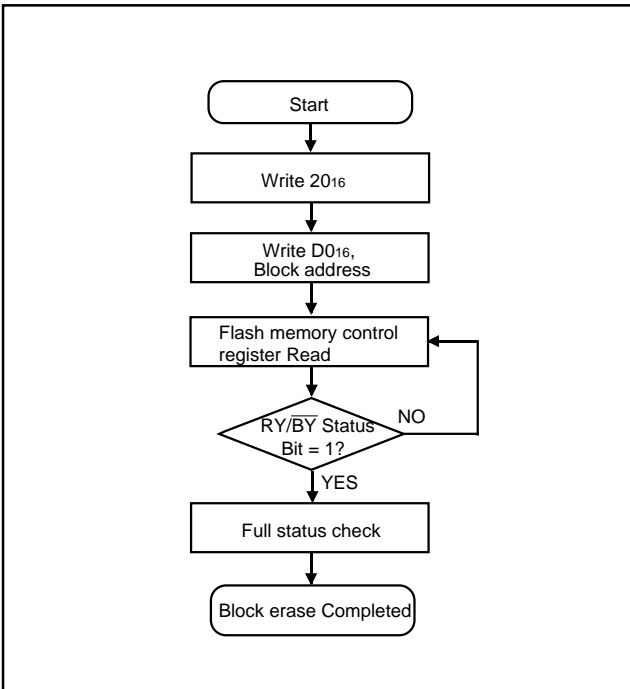 Start
Write 20₁₆
Write D0₁₆,
Block address
Flash memory control
register Read
RY/B̅Y̅ Status
Bit = 1?
NO
YES
Full status check
Block erase Completed